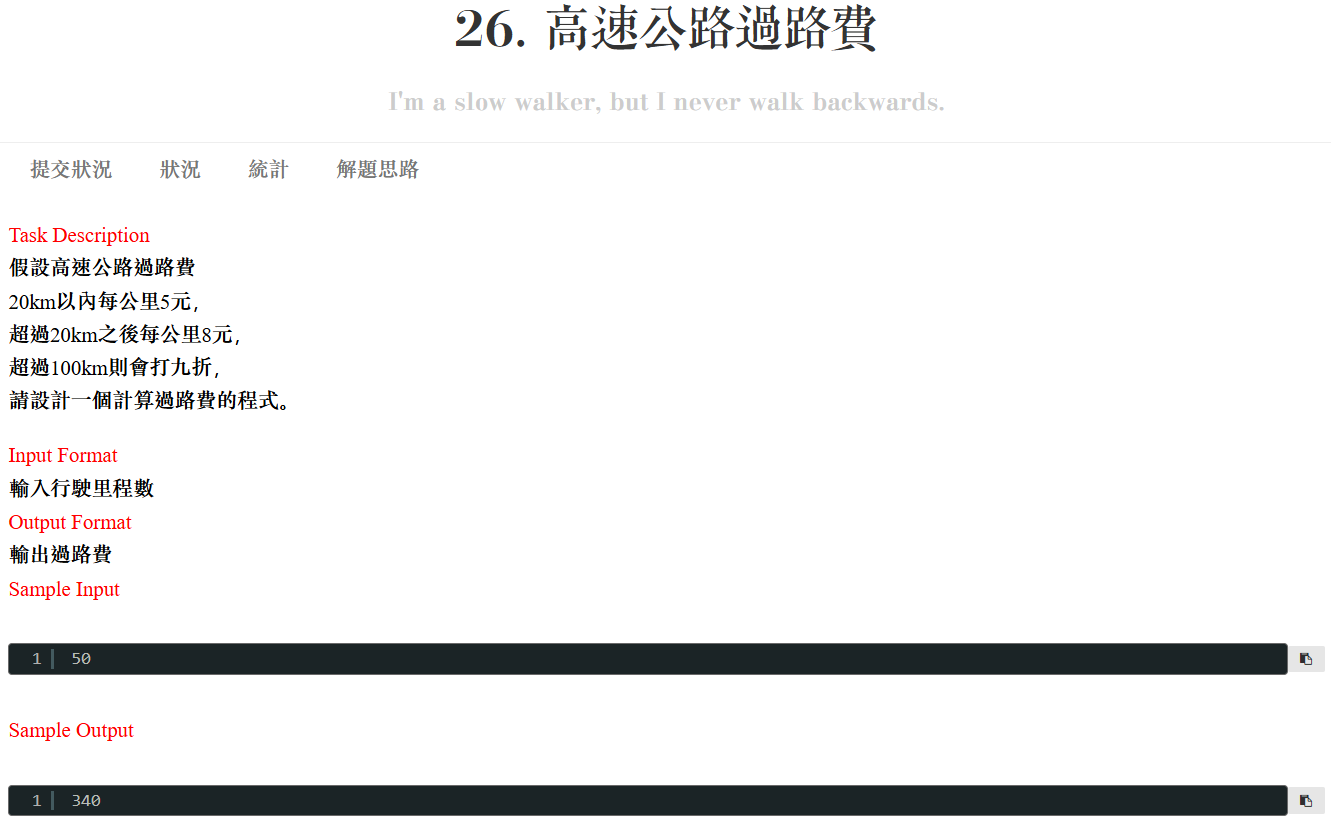 26. 高速公路過路費
I'm a slow walker, but I never walk backwards.
提交狀況 狀況 統計 解題思路
Task Description
假設高速公路過路費
20km以內每公里5元，
超過20km之後每公里8元，
超過100km則會打九折，
請設計一個計算過路費的程式。
Input Format
輸入行駛里程數
Output Format
輸出過路費
Sample Input
1 50
Sample Output
1 340